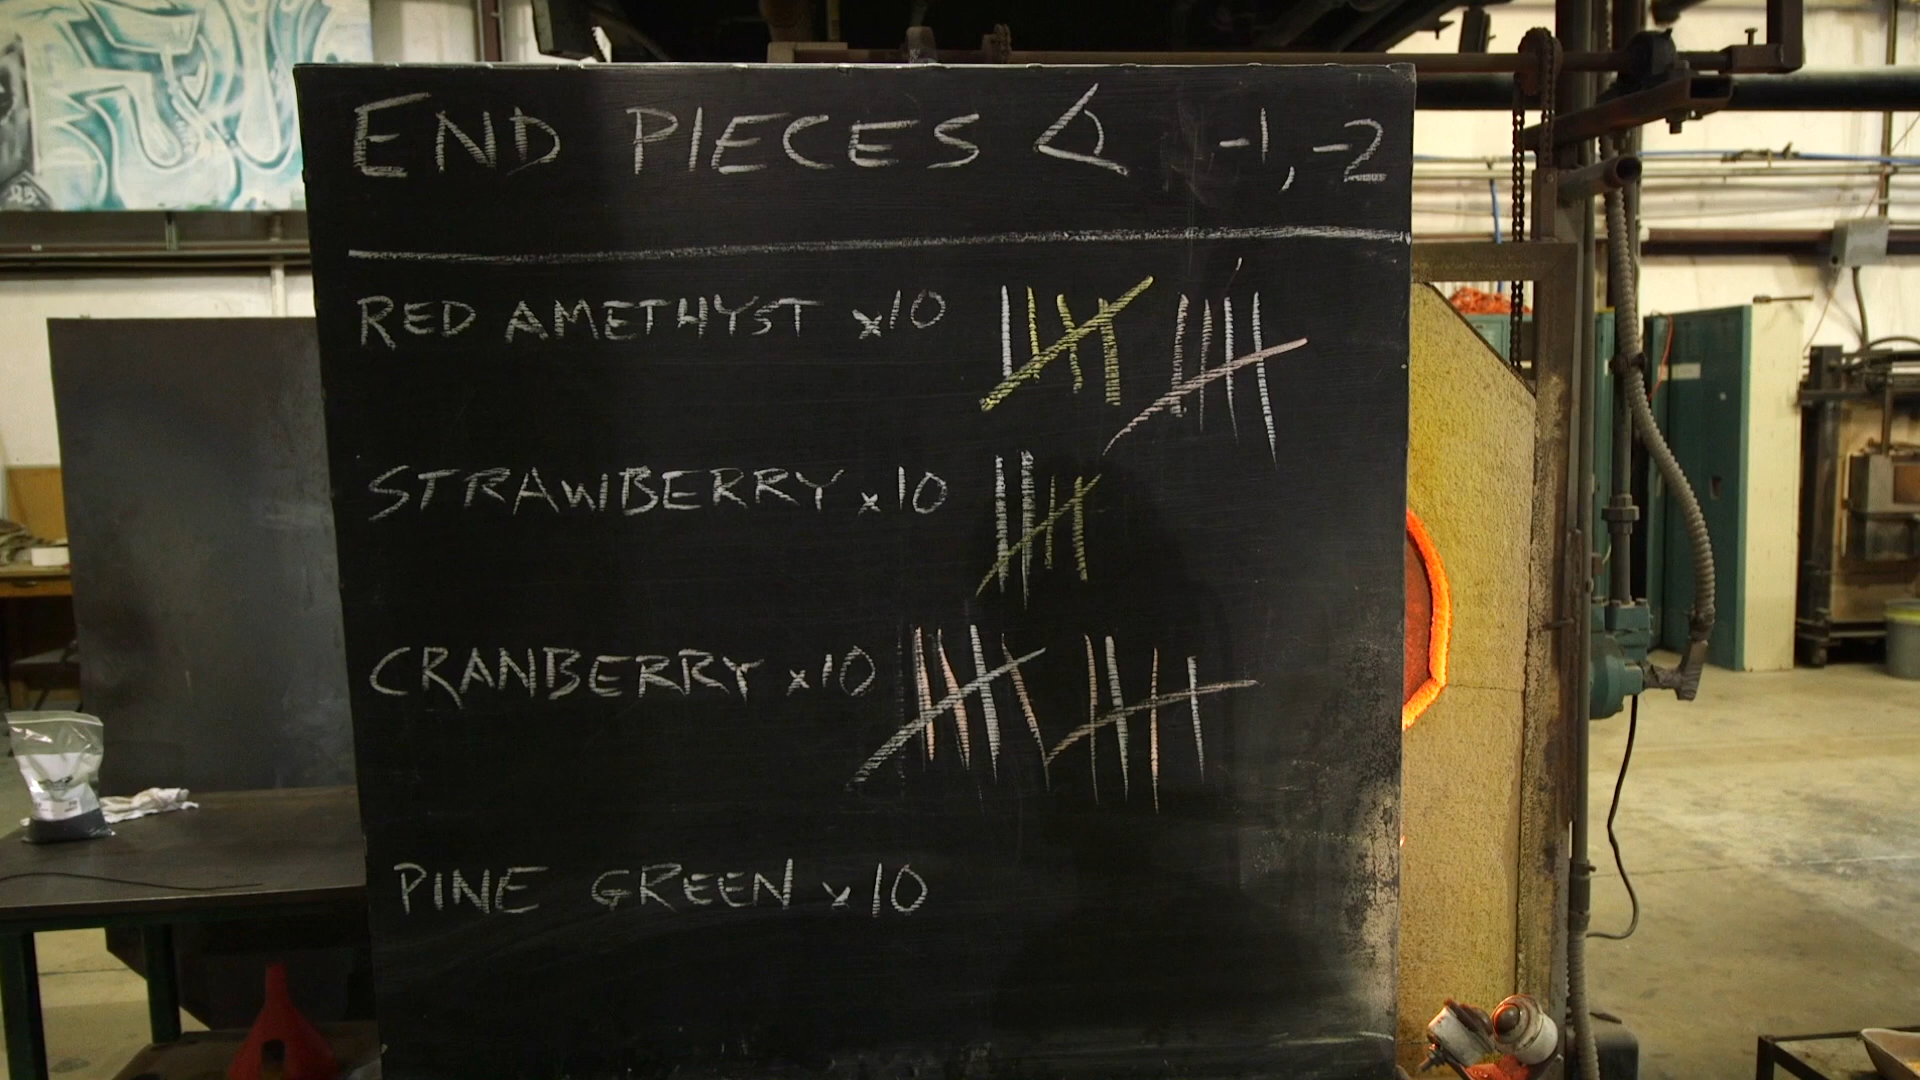 END PIECES -1, -2
RED AMETHYST x10
STRAWBERRY x10
CRANBERRY x10
PINE GREEN x10